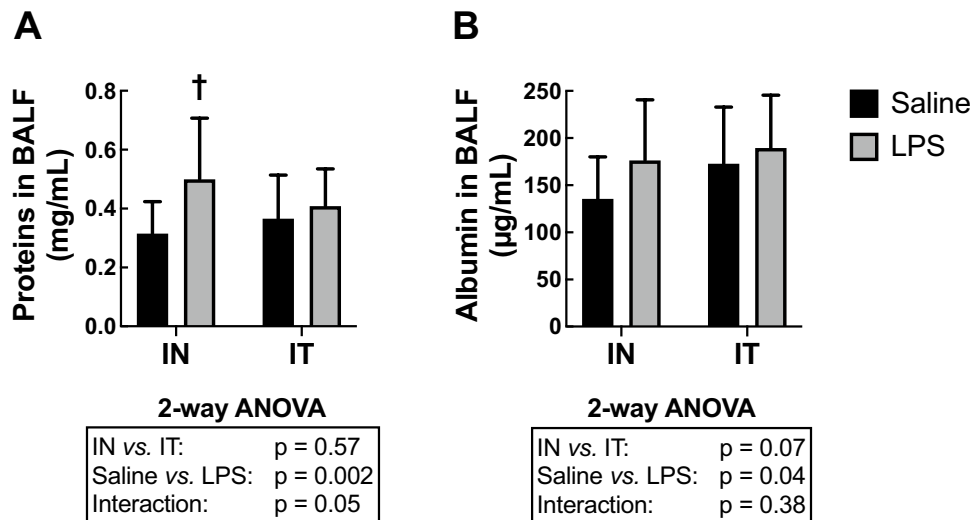 A
Proteins in BALF
(mg/mL)
0.8
0.6
0.4
0.2
0.0
†
IN
IT
2-way ANOVA
IN vs. IT: p = 0.57
Saline vs. LPS: p = 0.002
Interaction: p = 0.05
B
Albumin in BALF
(µg/mL)
250
200
150
100
50
0
IN
IT
Saline
LPS
2-way ANOVA
IN vs. IT: p = 0.07
Saline vs. LPS: p = 0.04
Interaction: p = 0.38